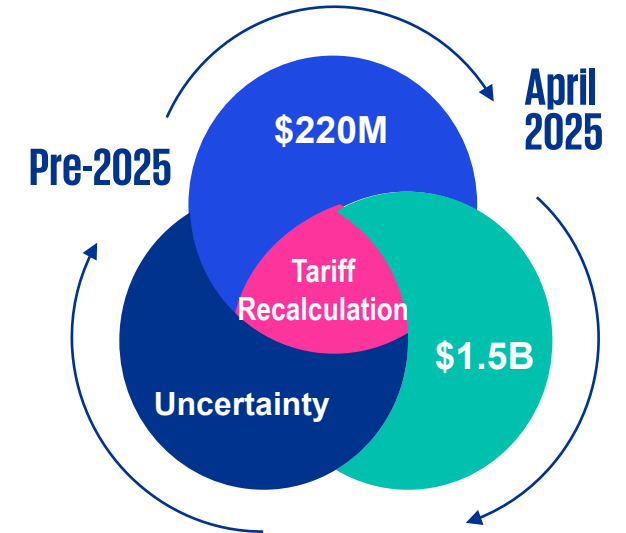 $220M
April
2025
Pre-2025
Tariff
Recalculation
$1.5B
Uncertainty